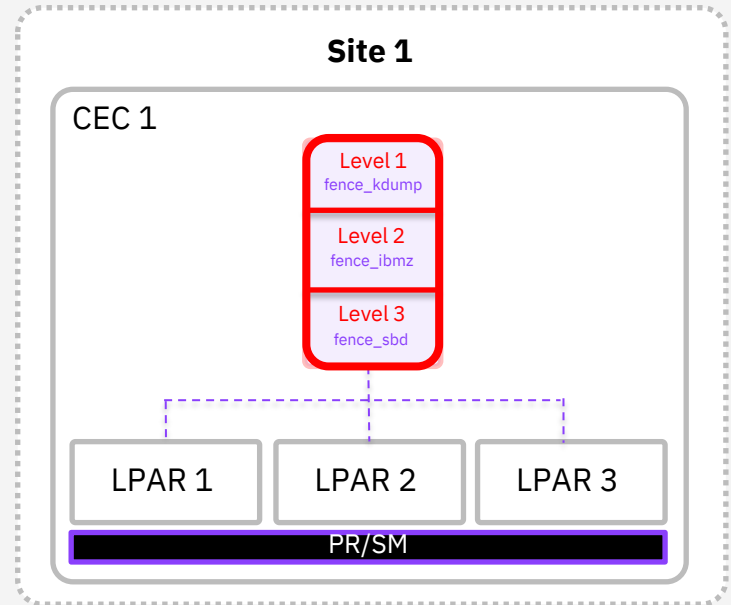 Site 1
CEC 1
Level 1
fence_kdump
Level 2
fence_ibmz
Level 3
fence_sbd
LPAR 1
LPAR 2
LPAR 3
PR/SM